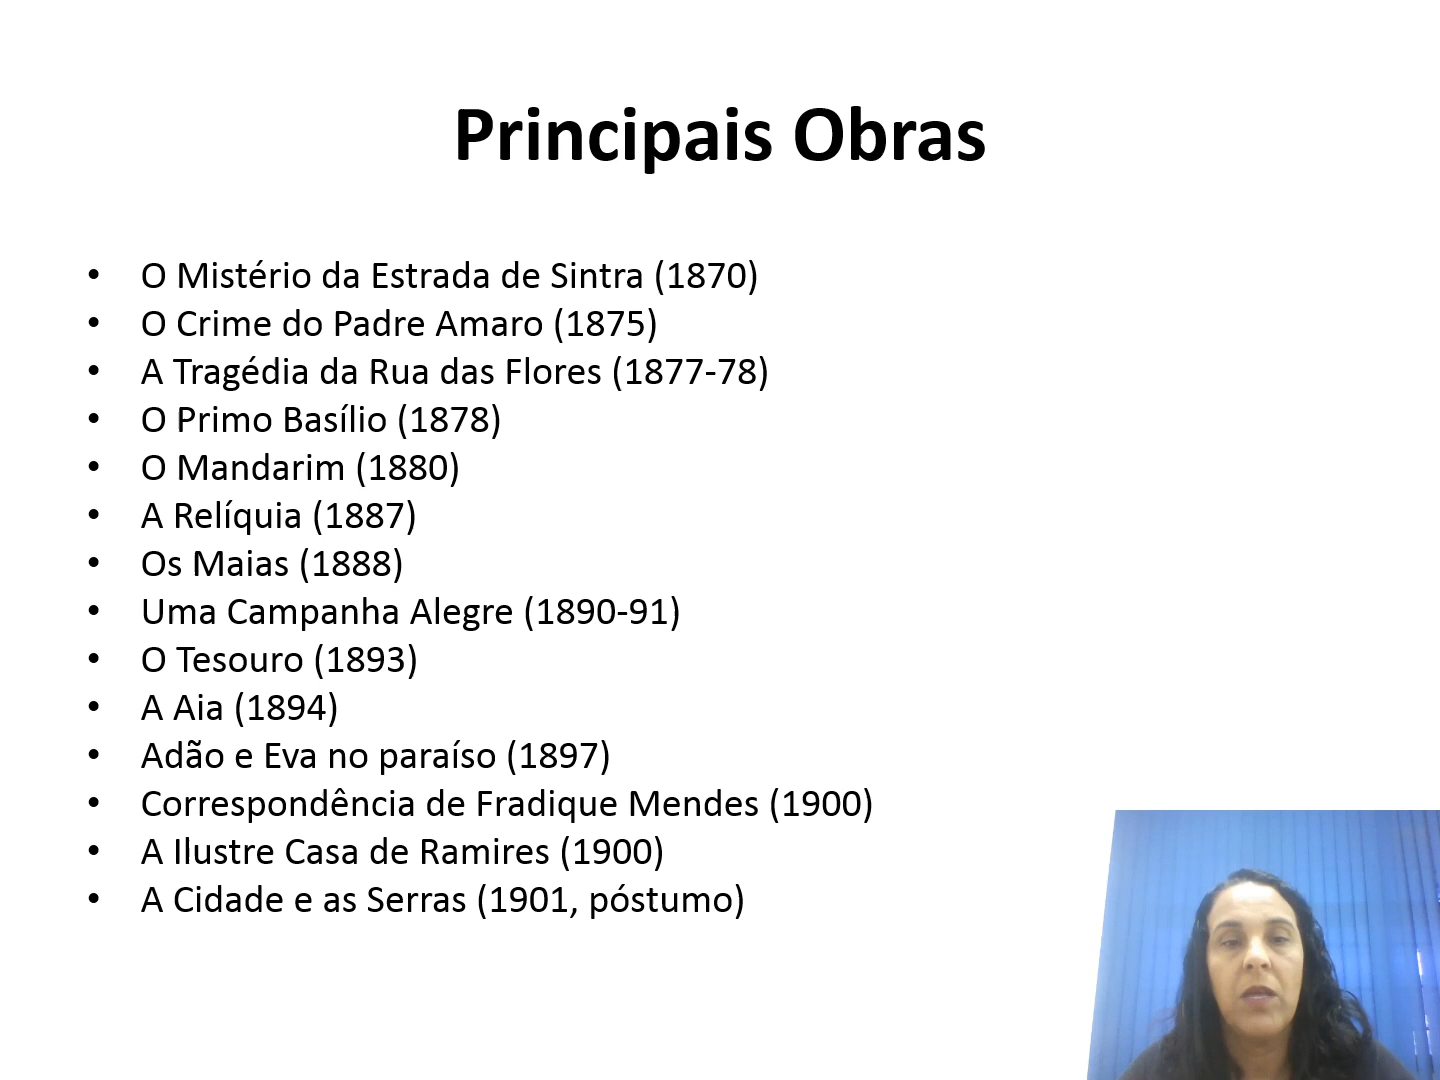 Principais Obras
• O Mistério da Estrada de Sintra (1870)
• O Crime do Padre Amaro (1875)
• A Tragédia da Rua das Flores (1877-78)
• O Primo Basílio (1878)
• O Mandarim (1880)
• A Relíquia (1887)
• Os Maias (1888)
• Uma Campanha Alegre (1890-91)
• O Tesouro (1893)
• A Aia (1894)
• Adão e Eva no paraíso (1897)
• Correspondência de Fradique Mendes (1900)
• A Ilustre Casa de Ramires (1900)
• A Cidade e as Serras (1901, póstumo)